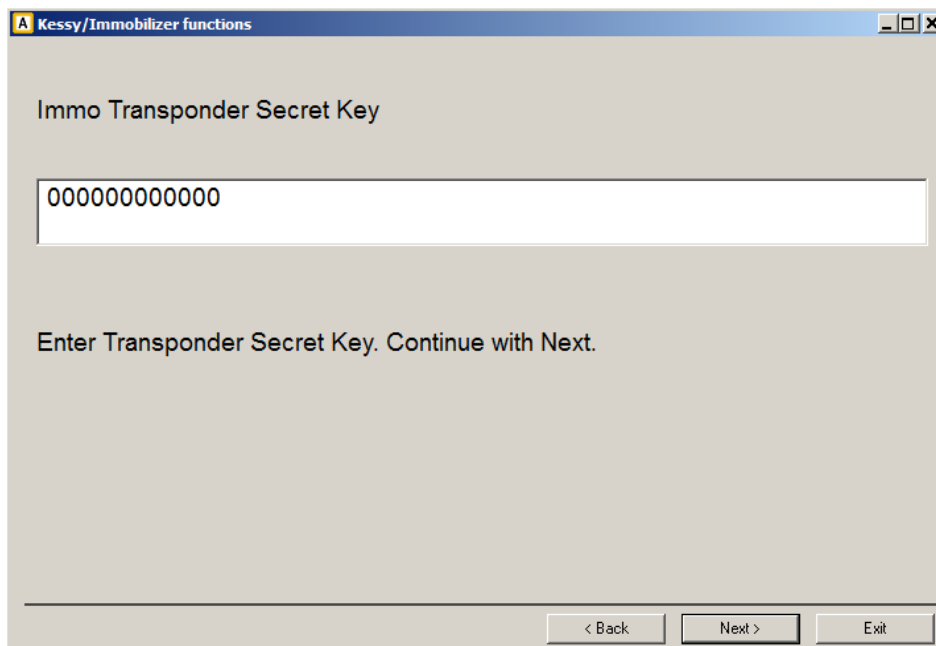 A Kessy/Immobilizer functions
Immo Transponder Secret Key
000000000000
Enter Transponder Secret Key. Continue with Next.
< Back Next > Exit